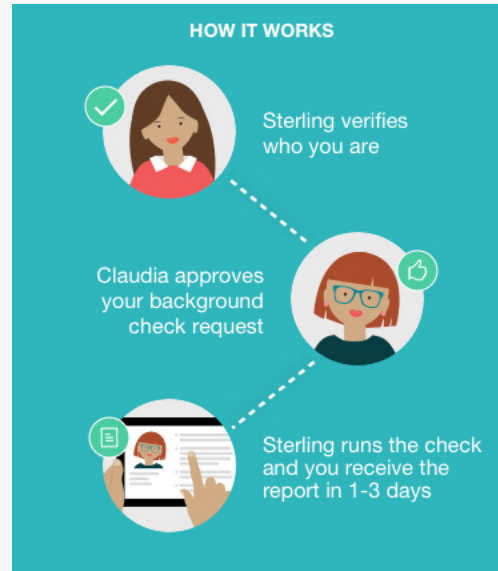 HOW IT WORKS
Sterling verifies
who you are
Claudia approves
your background
check request
Sterling runs the check
and you receive the
report in 1-3 days